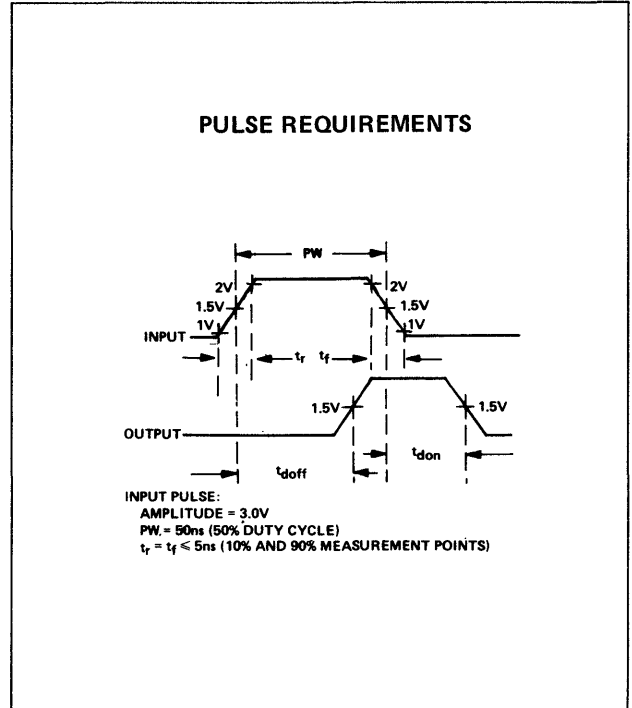 PULSE REQUIREMENTS
PW
2V
2V
1.5V
1.5V
1V
1V
INPUT
tr tf
1.5V
1.5V
OUTPUT
tdon
tdoff
INPUT PULSE:
AMPLITUDE = 3.0V
PW. = 50ns (50% DUTY CYCLE)
tr = tf ≤ 5ns (10% AND 90% MEASUREMENT POINTS)